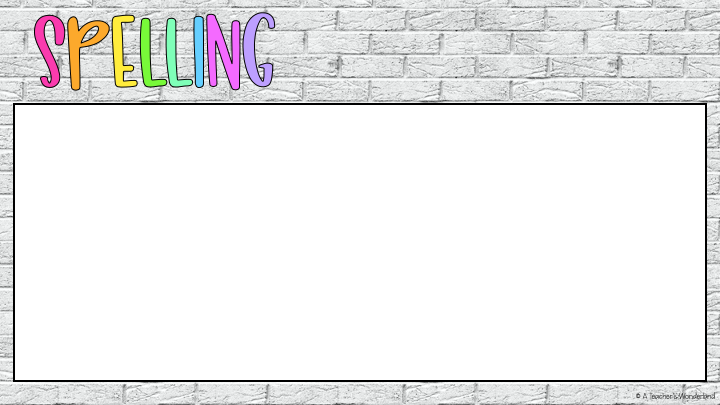 SPELLING
© A Teacher's Wonderland